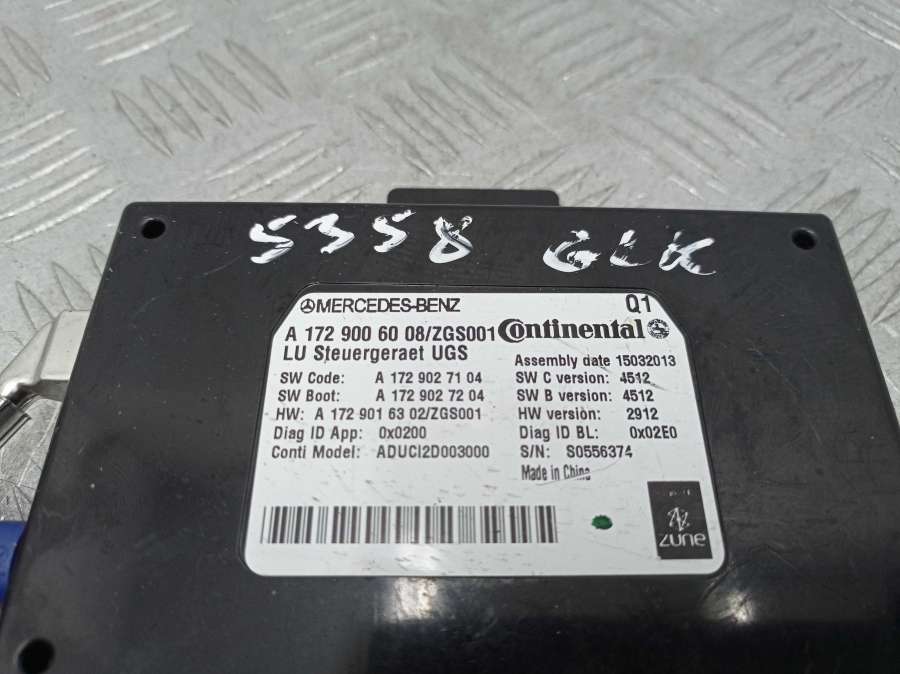 5358 GLK
MERCEDES-BENZ Q1
A 172 900 60 08/ZGS001 Continental
LU Steuergeraet UGS
Assembly date 15032013
SW Code: A 172 902 71 04 SW C version: 4512
SW Boot: A 172 902 72 04 SW B version: 4512
HW: A 172 901 63 02/ZGS001 HW version: 2912
Diag ID App: 0x0200 Diag ID BL: 0x02E0
Conti Model: ADUCI2D003000 S/N: S0556374
Made in China
zune